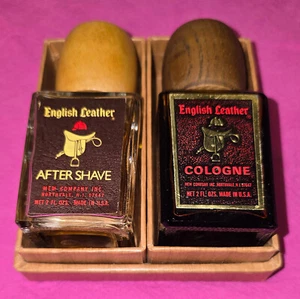 English Leather
AFTER SHAVE
MEM COMPANY INC.
NORTHVALE, N.J. 07647
NET 2 FL. OZS. MADE IN U.S.A.
English Leather
COLOGNE
MEM COMPANY INC. NORTHVALE N.J. 07647
NET 2 FL. OZS. MADE IN U.S.A.